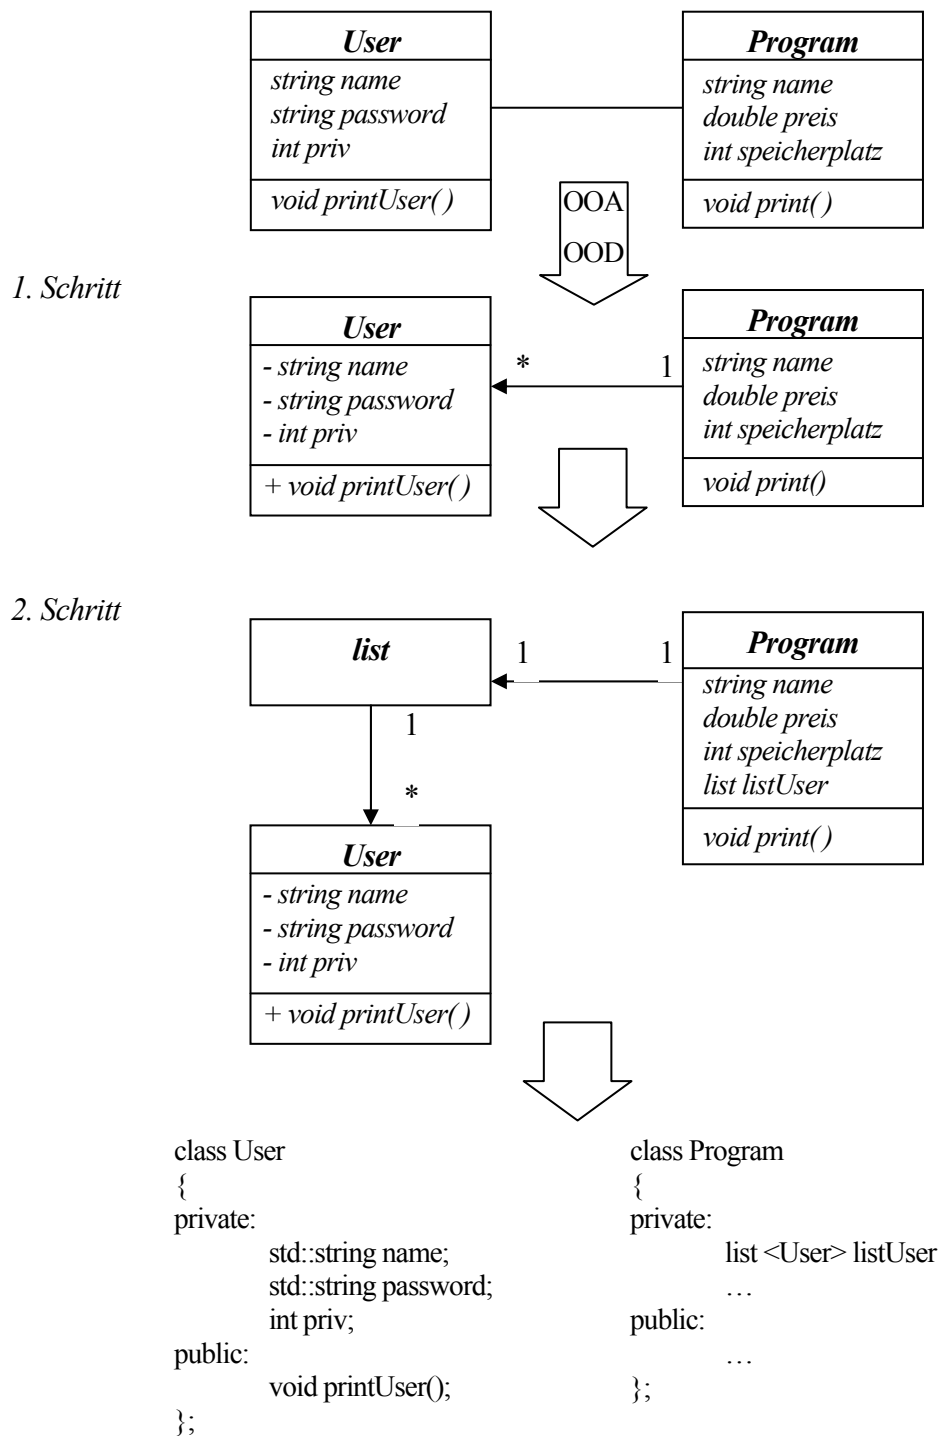 User
string name
string password
int priv
void printUser( )
Program
string name
double preis
int speicherplatz
void print( )
OOA
OOD
1. Schritt
User
- string name
- string password
- int priv
+ void printUser( )
*
1
Program
string name
double preis
int speicherplatz
void print()
2. Schritt
list
1
1
Program
string name
double preis
int speicherplatz
list listUser
void print( )
1
*
User
- string name
- string password
- int priv
+ void printUser( )
class User
{
private:
std::string name;
std::string password;
int priv;
public:
void printUser();
};
class Program
{
private:
list <User> listUser
…
public:
…
};